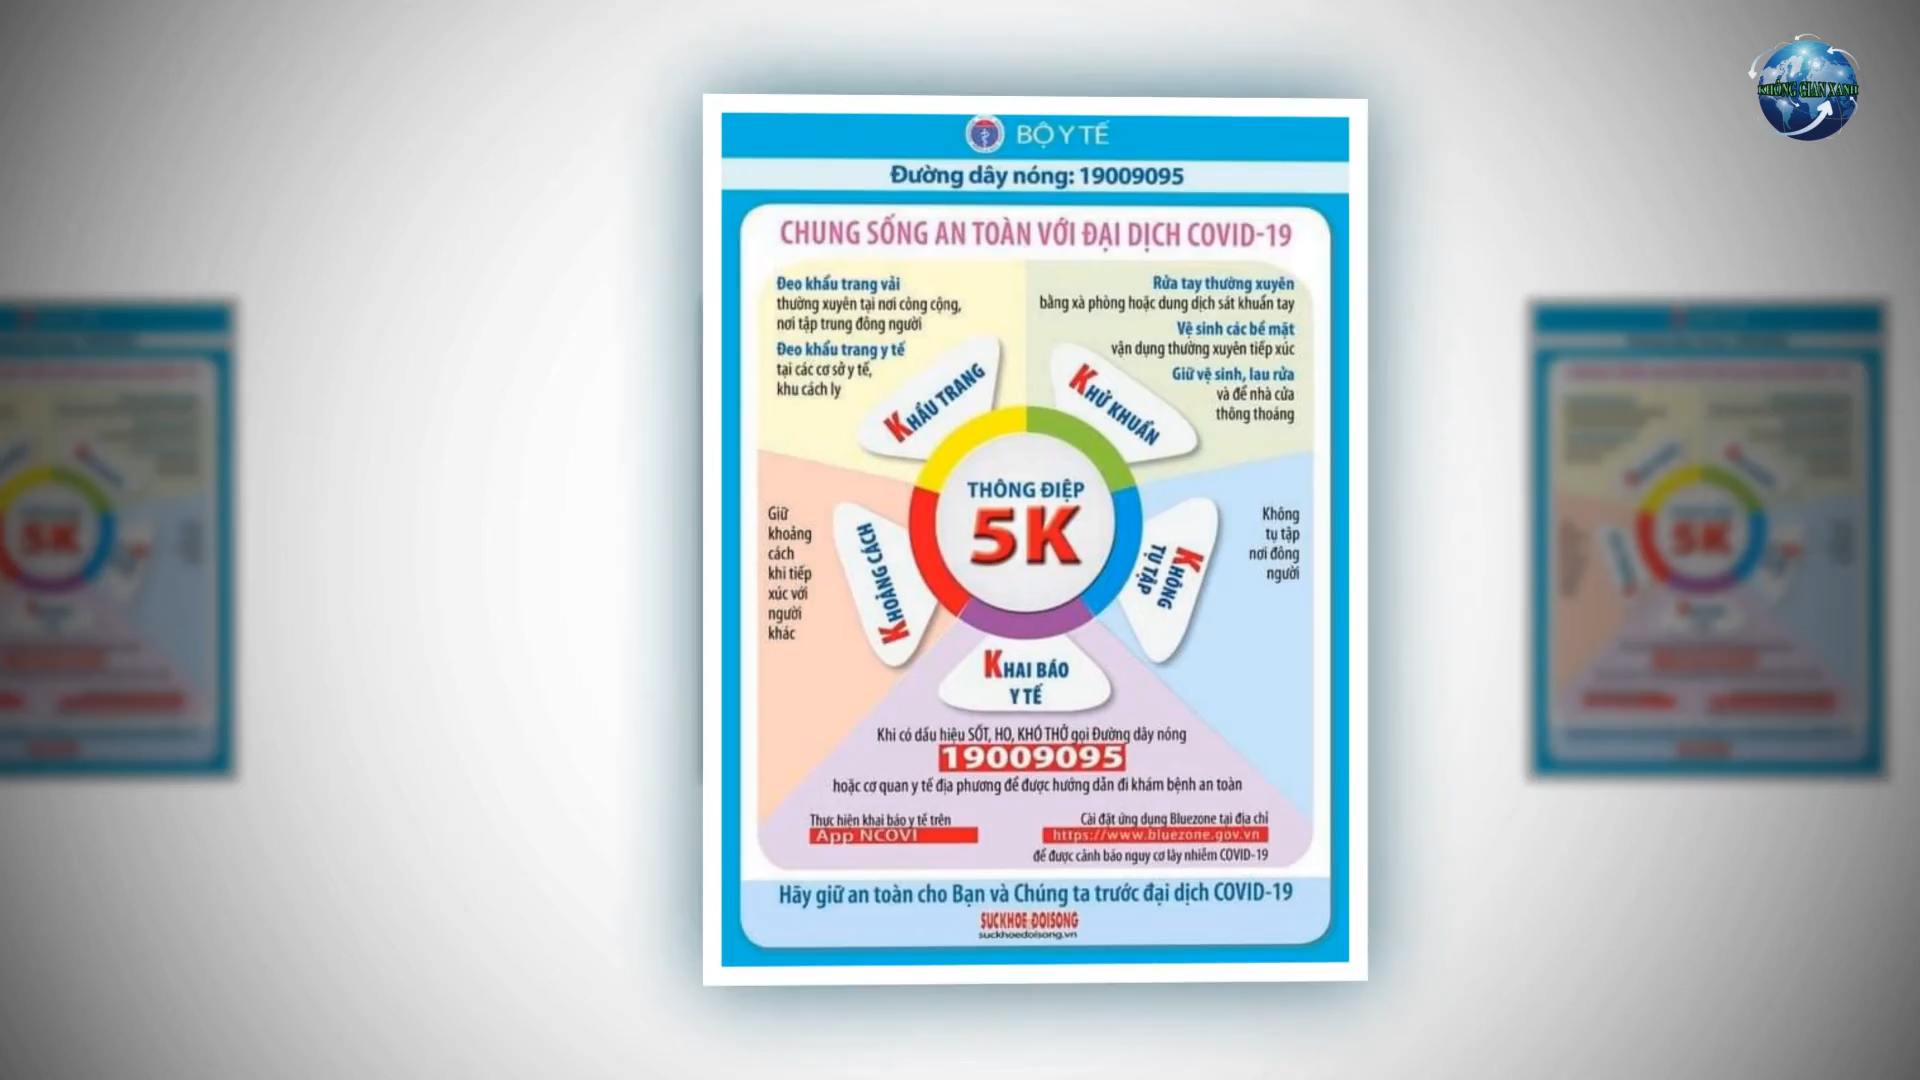 KHÔNG GIAN XANH
BỘ Y TẾ
Đường dây nóng: 19009095
CHUNG SỐNG AN TOÀN VỚI ĐẠI DỊCH COVID-19
Đeo khẩu trang vải
thường xuyên tại nơi công cộng,
nơi tập trung đông người
Đeo khẩu trang y tế
tại các cơ sở y tế,
khu cách ly
Rửa tay thường xuyên
bằng xà phòng hoặc dung dịch sát khuẩn tay
Vệ sinh các bề mặt
vận dụng thường xuyên tiếp xúc
Giữ vệ sinh, lau rửa
và để nhà cửa
thông thoáng
KHẨU TRANG
KHỬ KHUẨN
THÔNG ĐIỆP
5K
Giữ
khoảng
cách
khi tiếp
xúc với
người
khác
KHOẢNG CÁCH
KHÔNG
TỤ TẬP
Không
tụ tập
nơi đông
người
KHAI BÁO
Y TẾ
Khi có dấu hiệu SỐT, HO, KHÓ THỞ gọi Đường dây nóng
19009095
hoặc cơ quan y tế địa phương để được hướng dẫn đi khám bệnh an toàn
Thực hiện khai báo y tế trên
App NCOVI
Cài đặt ứng dụng Bluezone tại địa chỉ
https://www.bluezone.gov.vn
để được cảnh báo nguy cơ lây nhiễm COVID-19
Hãy giữ an toàn cho Bạn và Chúng ta trước đại dịch COVID-19
SUCKHOE ĐOISONG
suckhoedoisong.vn
5K
5K